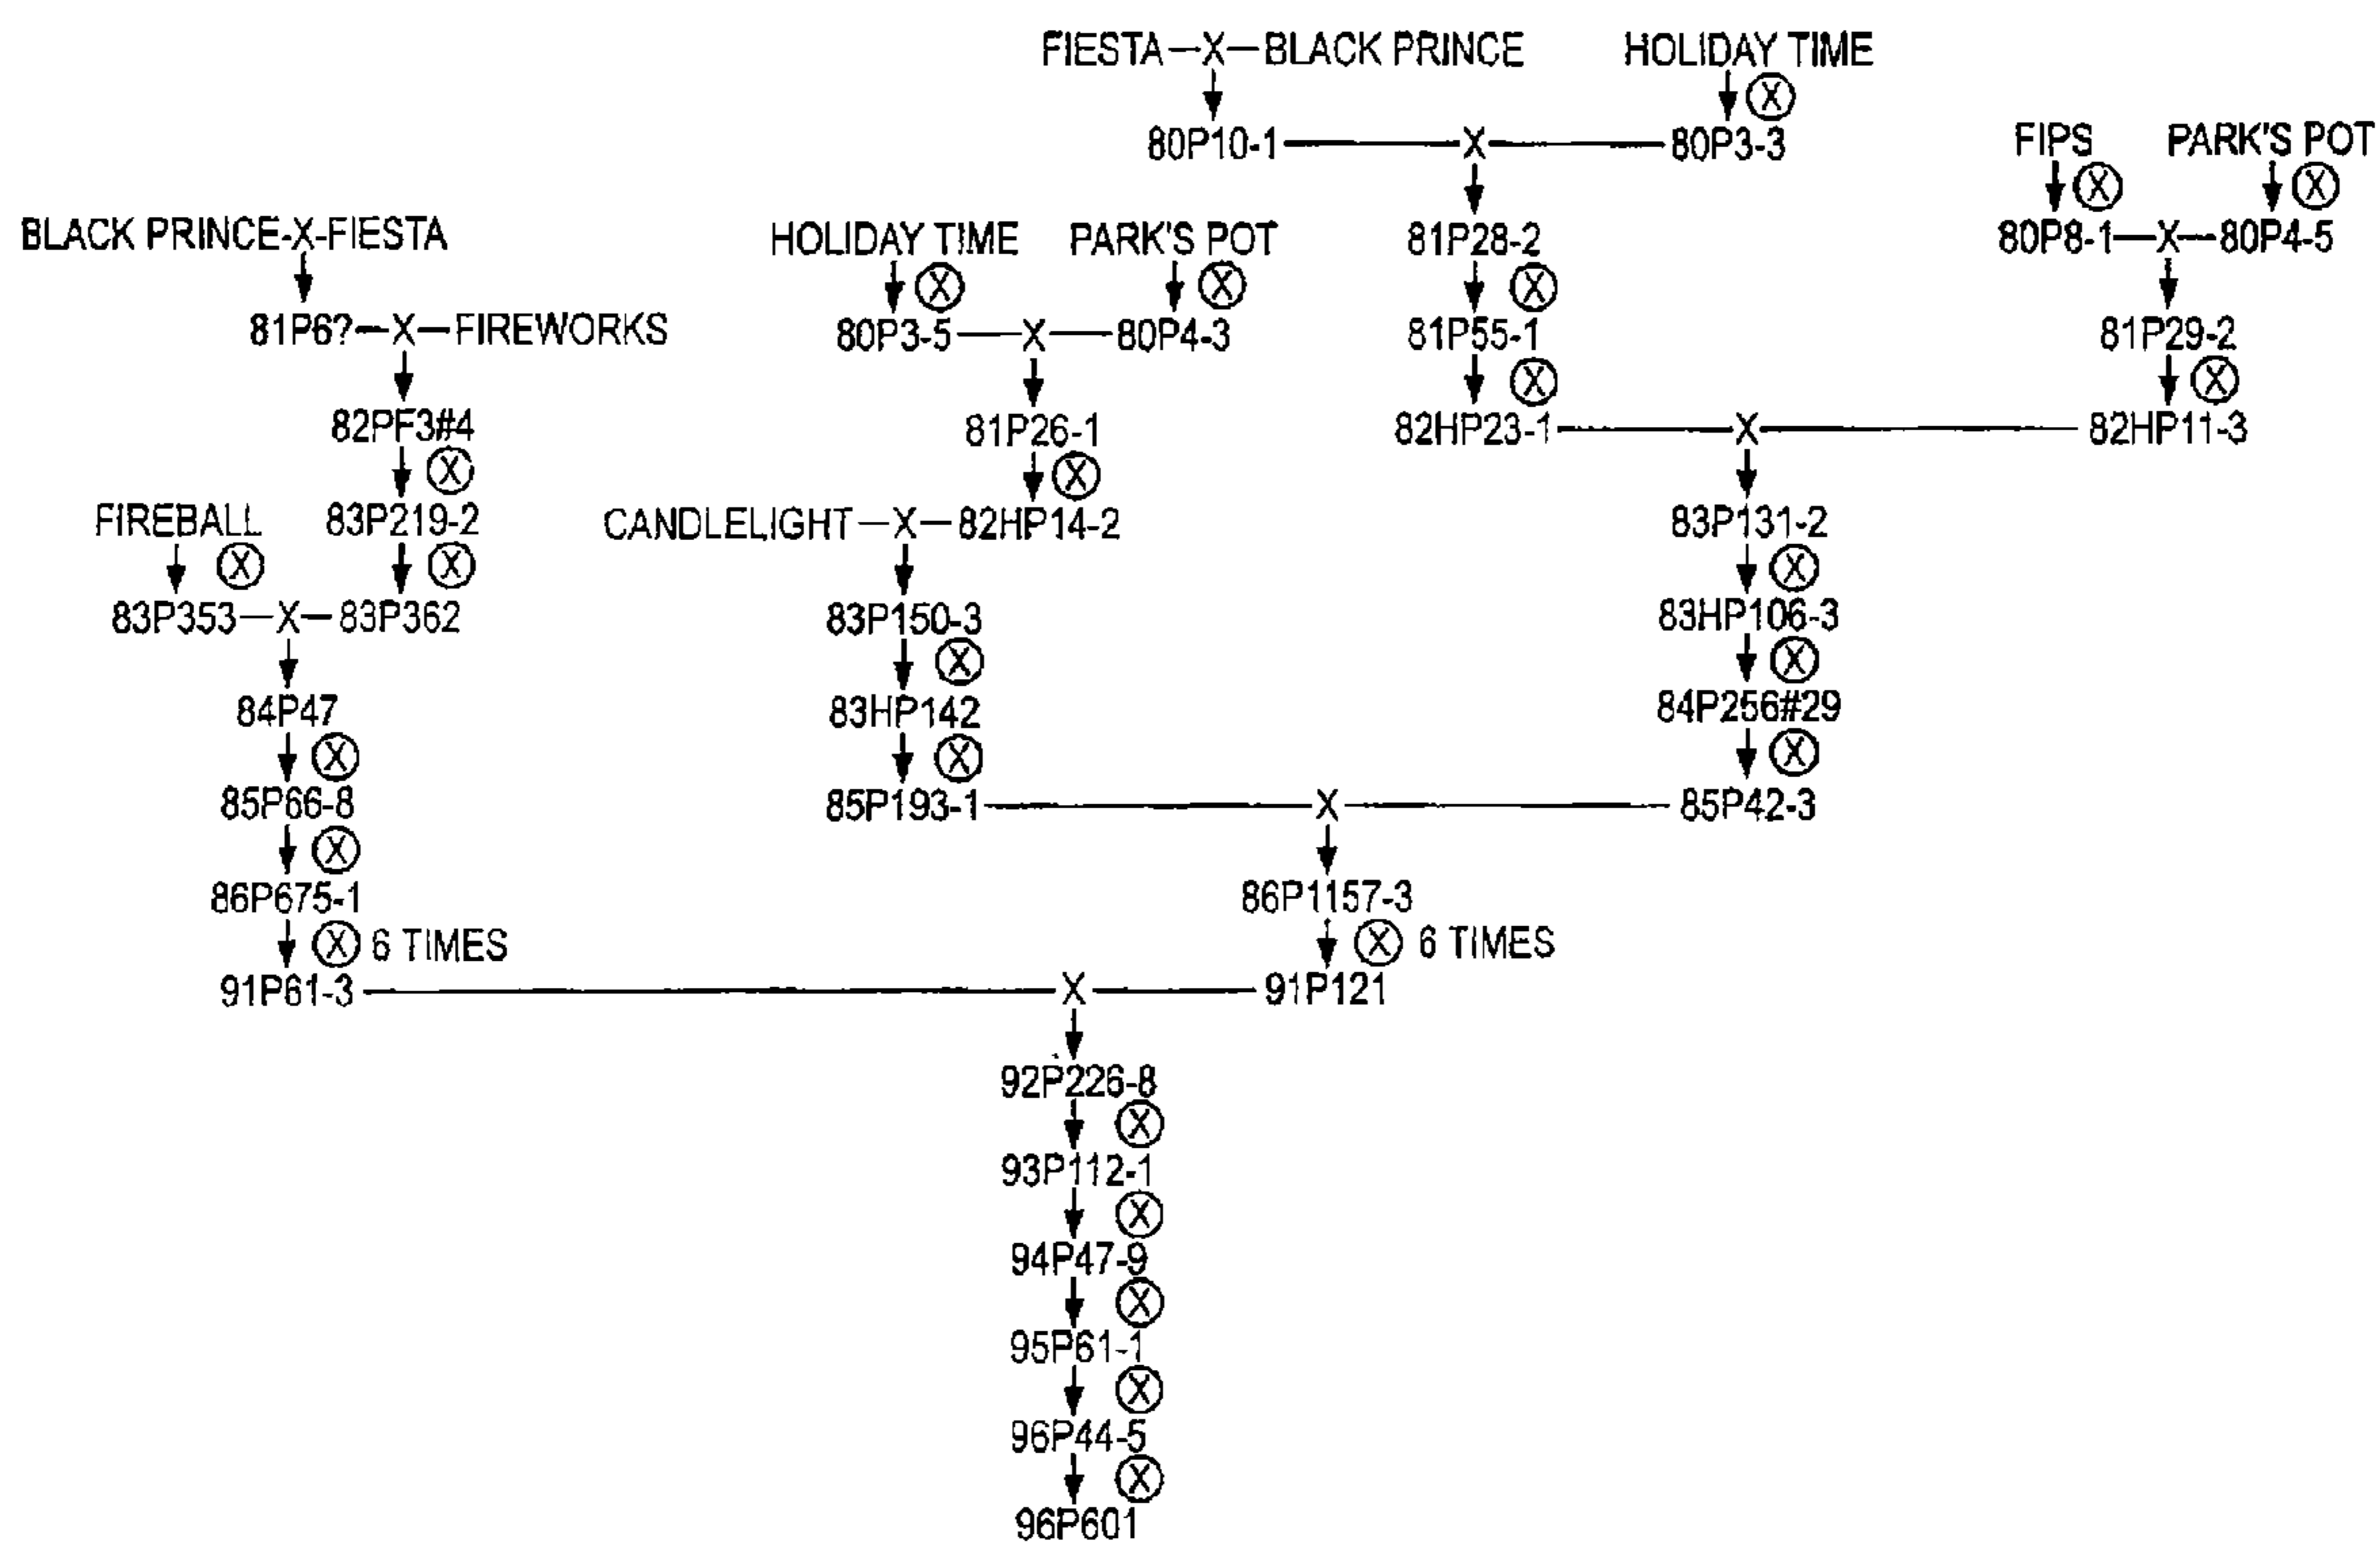 FIESTA—X—BLACK PRINCE HOLIDAY TIME
Ⓧ
80P10-1 X 80P3-3 FIPS PARK'S POT
Ⓧ Ⓧ
BLACK PRINCE-X-FIESTA HOLIDAY TIME PARK'S POT 81P28-2 80P8-1—X—80P4-5
Ⓧ Ⓧ Ⓧ
81P6?—X—FIREWORKS 80P3-5 X 80P4-3 81P55-1 81P29-2
Ⓧ Ⓧ
82PF3#4 81P26-1 82HP23-1 X 82HP11-3
Ⓧ Ⓧ
FIREBALL 83P219-2 CANDLELIGHT—X—82HP14-2 83P131-2
Ⓧ Ⓧ Ⓧ
83P353—X—83P362 83P150-3 83HP106-3
Ⓧ Ⓧ
84P47 83HP142 84P256#29
Ⓧ Ⓧ Ⓧ
85P66-8 85P193-1 X 85P42-3
Ⓧ
86P675-1 86P1157-3
Ⓧ 6 TIMES Ⓧ 6 TIMES
91P61-3 X 91P121
92P226-8
Ⓧ
93P112-1
Ⓧ
94P47-9
Ⓧ
95P61-1
Ⓧ
96P44-5
Ⓧ
96P601